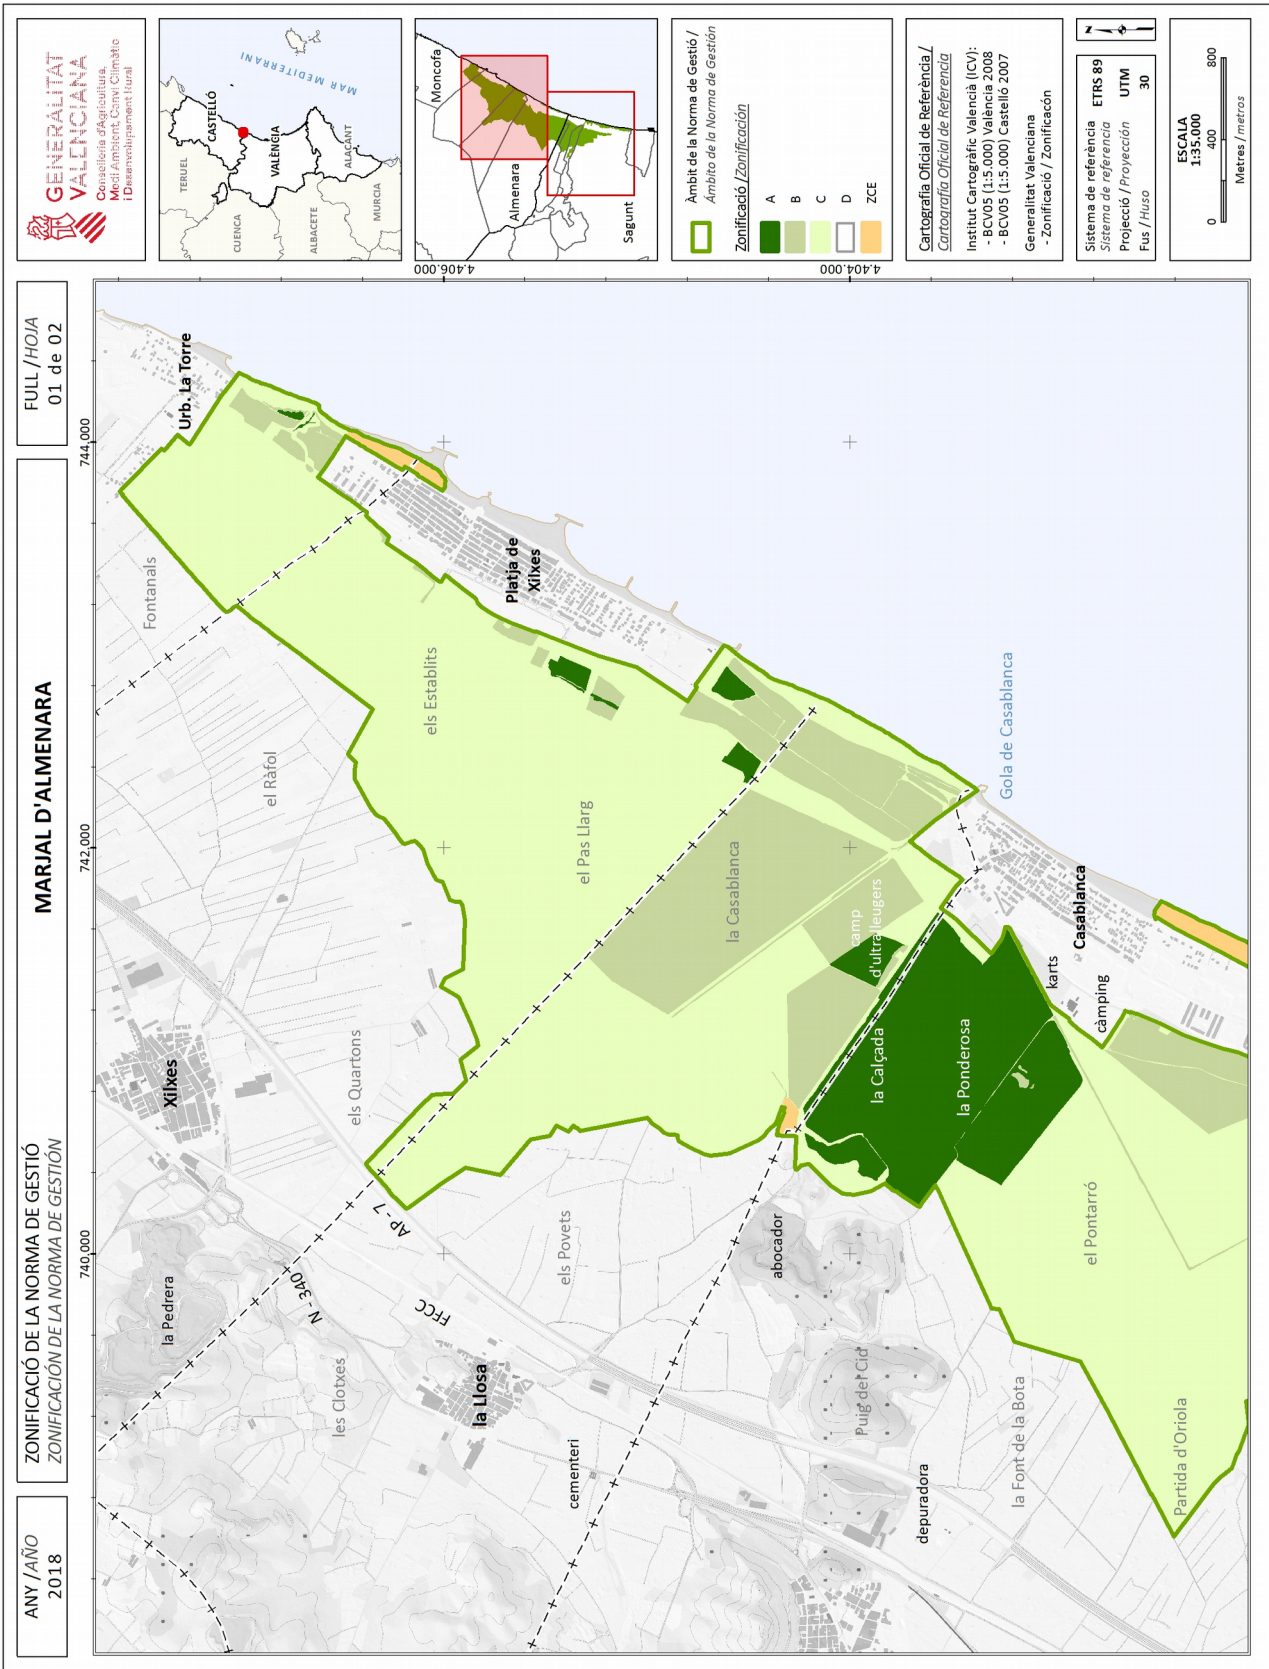 ANY / AÑO
2018
ZONIFICACIÓ DE LA NORMA DE GESTIÓ
ZONIFICACIÓN DE LA NORMA DE GESTIÓN
MARJAL D'ALMENARA
FULL / HOJA
01 de 02
GENERALITAT
VALENCIANA
Conselleria d'Agricultura,
Medi Ambient, Canvi Climàtic
i Desenvolupament Rural
TERUEL
CASTELLÓ
CUENCA
VALÈNCIA
ALBACETE
ALACANT
MURCIA
MAR MEDITERRANI
Moncofa
Almenara
Sagunt
Àmbit de la Norma de Gestió /
Ámbito de la Norma de Gestión
Zonificació /Zonificación
A
B
C
D
ZCE
Cartografia Oficial de Referència /
Cartografía Oficial de Referencia
Institut Cartogràfic Valencià (ICV):
- BCV05 (1:5.000) València 2008
- BCV05 (1:5.000) Castelló 2007
Generalitat Valenciana
- Zonificació / Zonificacón
Sistema de referència ETRS 89
Sistema de referencia
Projecció / Proyección UTM
Fus / Huso 30
N
ESCALA
1:35.000
0 400 800
Metres / metros
740.000
742.000
744.000
4.406.000
4.404.000
Urb. La Torre
Fontanals
Platja de
Xilxes
els Establits
el Ràfol
el Pas Llarg
la Casablanca
Gola de Casablanca
Xilxes
els Quartons
camp
d'ultralleugers
Casablanca
karts
càmping
la Calçada
la Ponderosa
la Pedrera
AP - 7
N - 340
FFCC
els Povets
abocador
el Pontarró
les Clotxes
la Llosa
cementeri
Puig del Cid
depuradora
la Font de la Bota
Partida d'Oriola